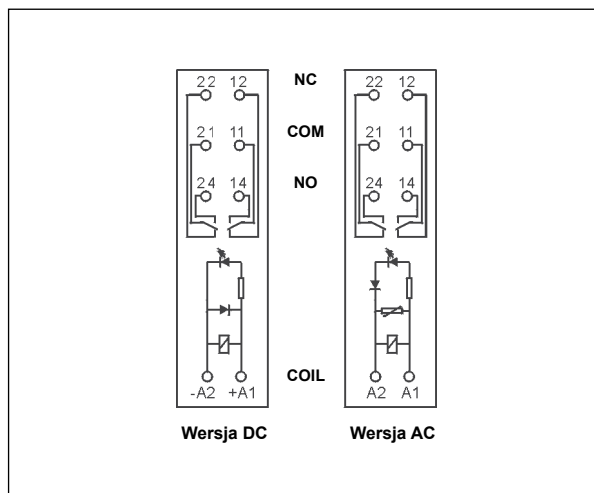 22 12 NC 22 12
21 11 COM 21 11
24 14 NO 24 14
-A2 +A1 COIL A2 A1
Wersja DC Wersja AC